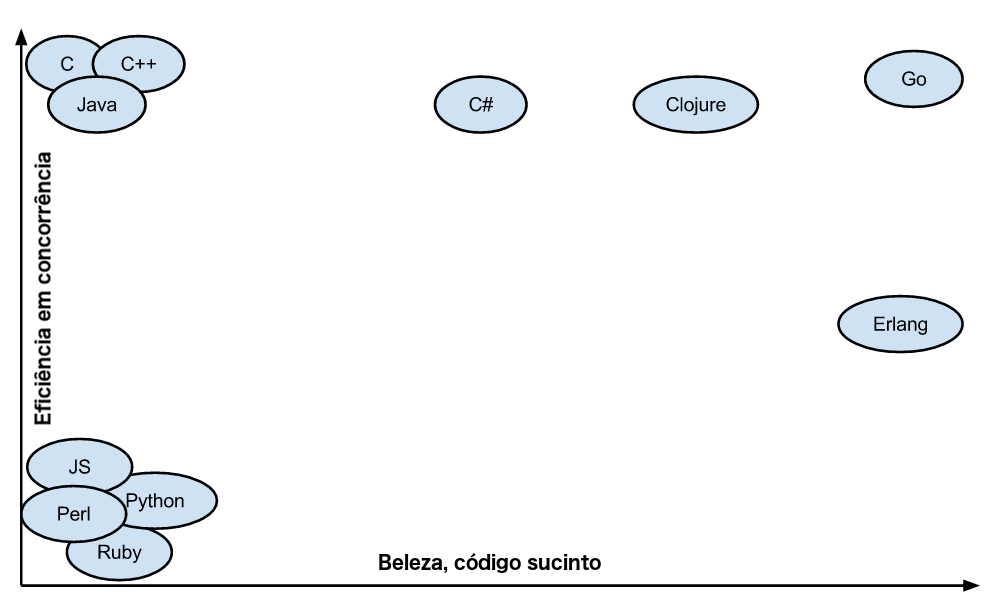 C
C++
Java
C#
Clojure
Go
Eficiência em concorrência
Erlang
JS
Python
Perl
Ruby
Beleza, código sucinto